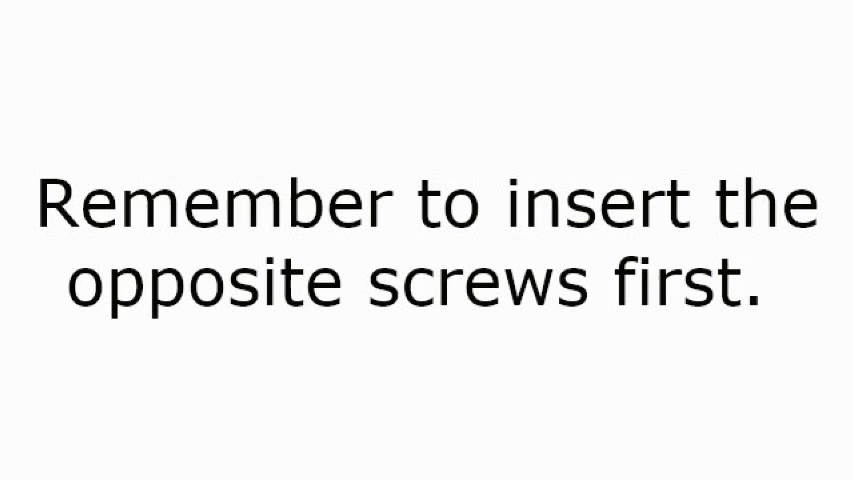 Remember to insert the
opposite screws first.